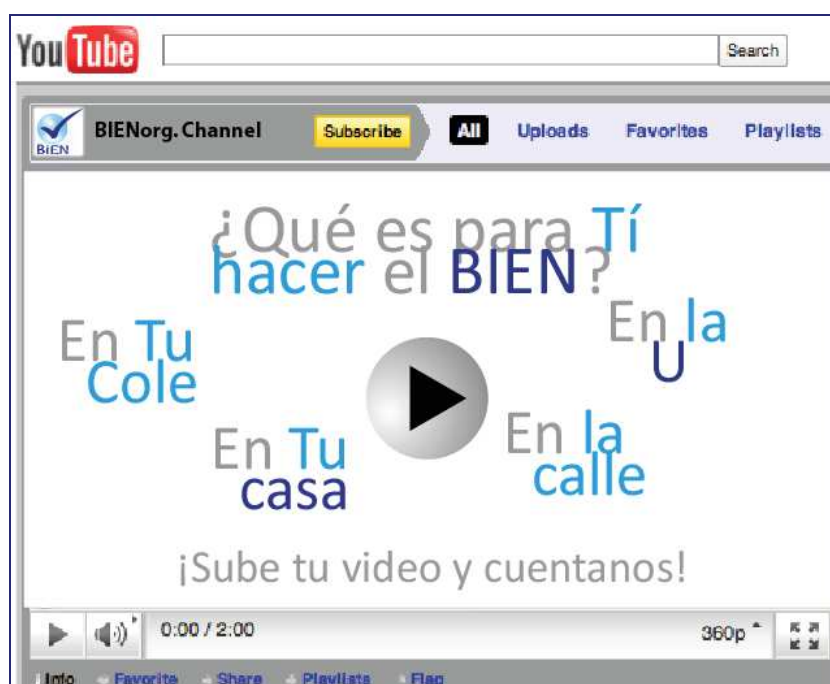 YouTube
Search
BiEN
BIENorg. Channel
Subscribe
All
Uploads
Favorites
Playlists
¿Qué es para Tí
hacer el BIEN?
En Tu
Cole
En la
U
En Tu
casa
En la
calle
¡Sube tu video y cuentanos!
0:00 / 2:00
360p
Info
Favorite
Share
Playlists
Flag